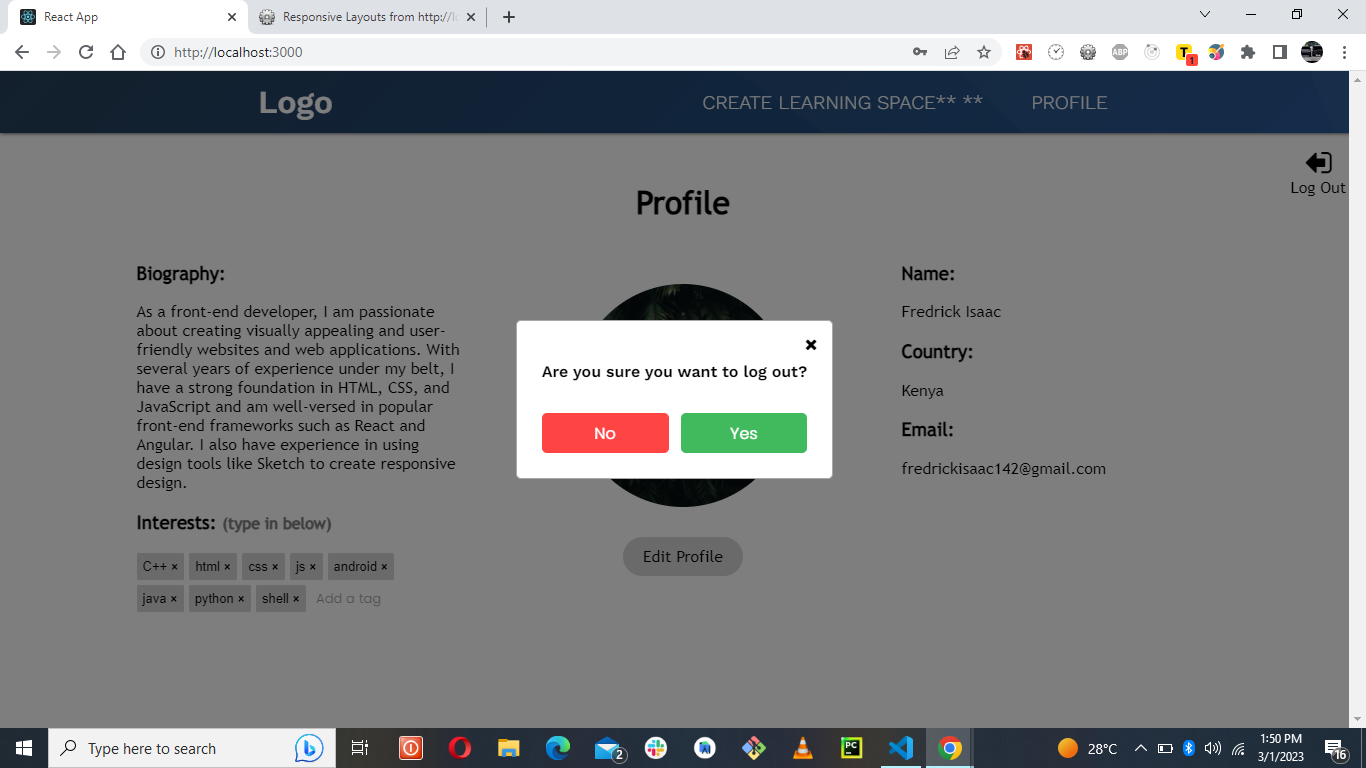 React App
Responsive Layouts from http://l
http://localhost:3000
ABP
T
1
Logo
CREATE LEARNING SPACE** **
PROFILE
Log Out
Profile
Biography:
As a front-end developer, I am passionate
about creating visually appealing and user-
friendly websites and web applications. With
several years of experience under my belt, I
have a strong foundation in HTML, CSS, and
JavaScript and am well-versed in popular
front-end frameworks such as React and
Angular. I also have experience in using
design tools like Sketch to create responsive
design.
Interests: (type in below)
C++ ×
html ×
css ×
js ×
android ×
java ×
python ×
shell ×
Add a tag
Are you sure you want to log out?
No
Yes
Edit Profile
Name:
Fredrick Isaac
Country:
Kenya
Email:
fredrickisaac142@gmail.com
Type here to search
2
PC
28°C
1:50 PM
3/1/2023
16